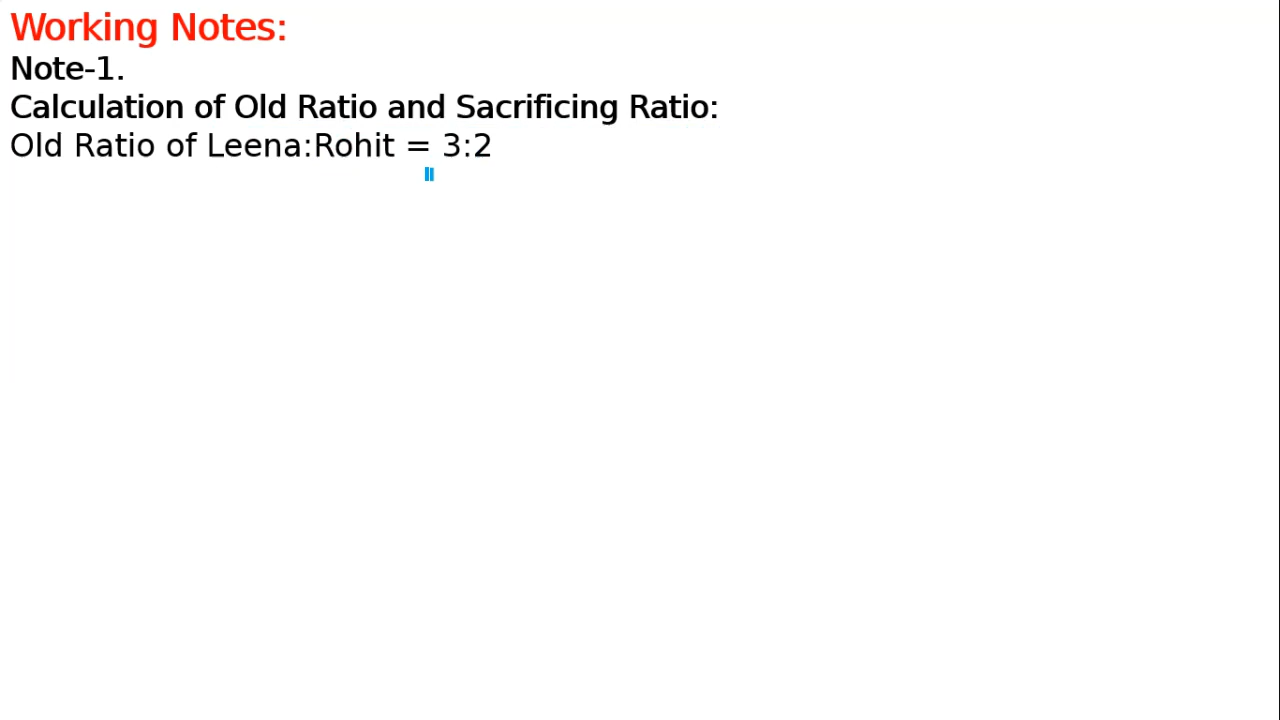 Working Notes:
Note-1.
Calculation of Old Ratio and Sacrificing Ratio:
Old Ratio of Leena:Rohit = 3:2